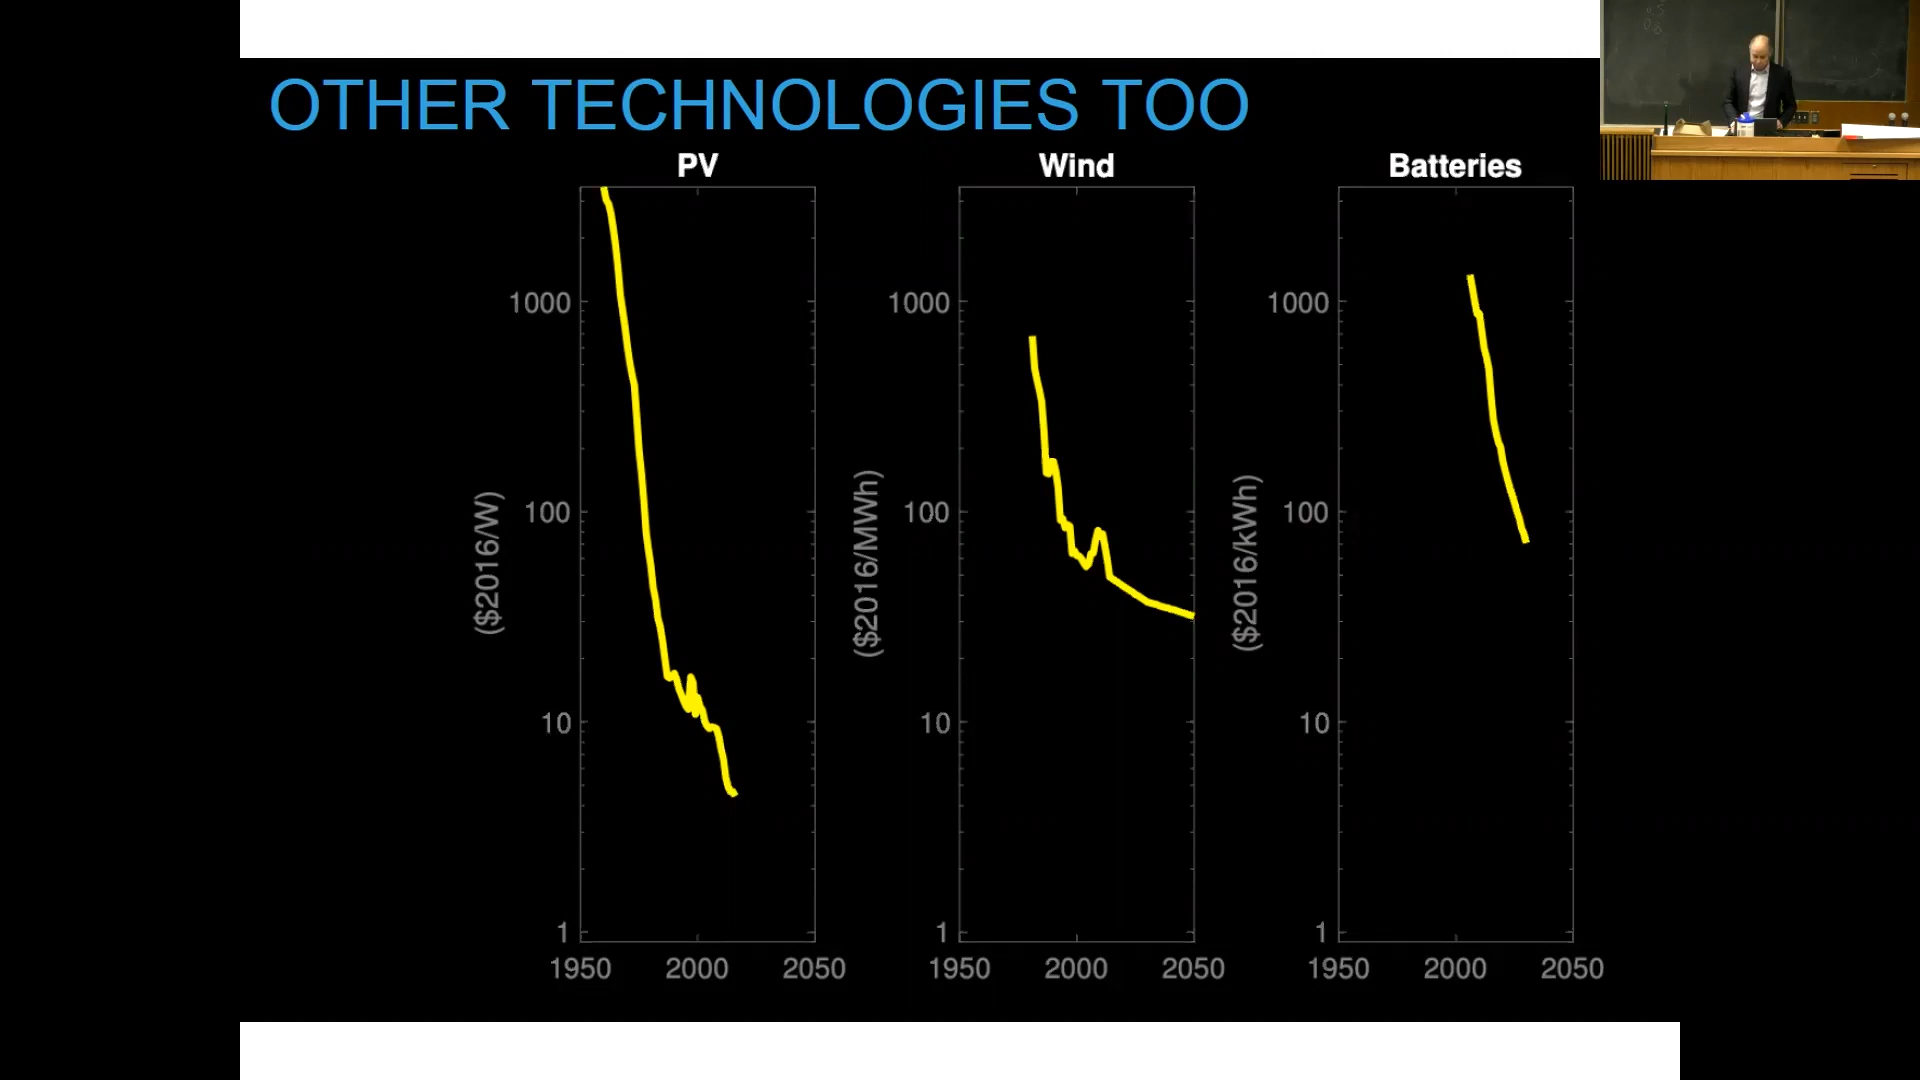 OTHER TECHNOLOGIES TOO
PV
Wind
Batteries
($2016/W)
1000
100
10
1
1950 2000 2050
($2016/MWh)
1000
100
10
1
1950 2000 2050
($2016/kWh)
1000
100
10
1
1950 2000 2050